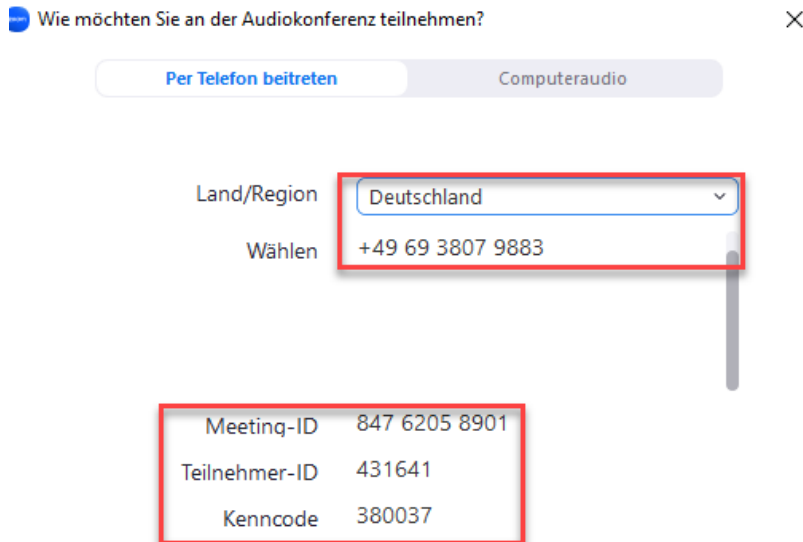 Wie möchten Sie an der Audiokonferenz teilnehmen?
Per Telefon beitreten Computeraudio
Land/Region Deutschland
Wählen +49 69 3807 9883
Meeting-ID 847 6205 8901
Teilnehmer-ID 431641
Kenncode 380037